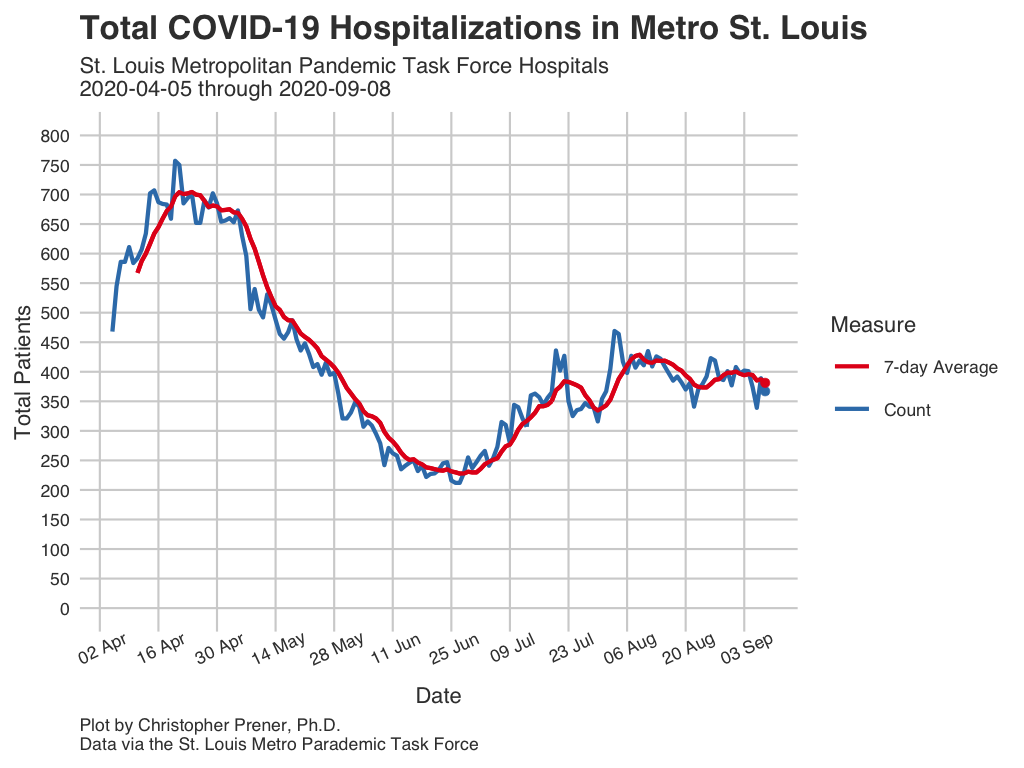 Total COVID-19 Hospitalizations in Metro St. Louis
St. Louis Metropolitan Pandemic Task Force Hospitals
2020-04-05 through 2020-09-08
800
750
700
650
600
550
500
450
400
350
300
250
200
150
100
50
0
Total Patients
02 Apr
16 Apr
30 Apr
14 May
28 May
11 Jun
25 Jun
09 Jul
23 Jul
06 Aug
20 Aug
03 Sep
Date
Measure
7-day Average
Count
Plot by Christopher Prener, Ph.D.
Data via the St. Louis Metro Parademic Task Force